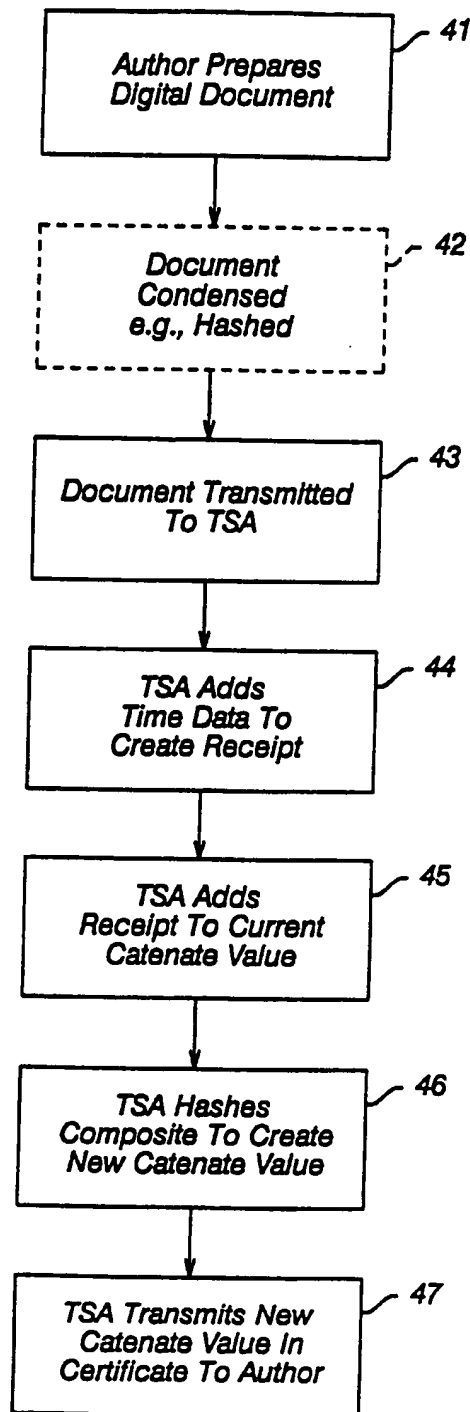 41
Author Prepares
Digital Document
42
Document
Condensed
e.g., Hashed
43
Document Transmitted
To TSA
44
TSA Adds
Time Data To
Create Receipt
45
TSA Adds
Receipt To Current
Catenate Value
46
TSA Hashes
Composite To Create
New Catenate Value
47
TSA Transmits New
Catenate Value In
Certificate To Author